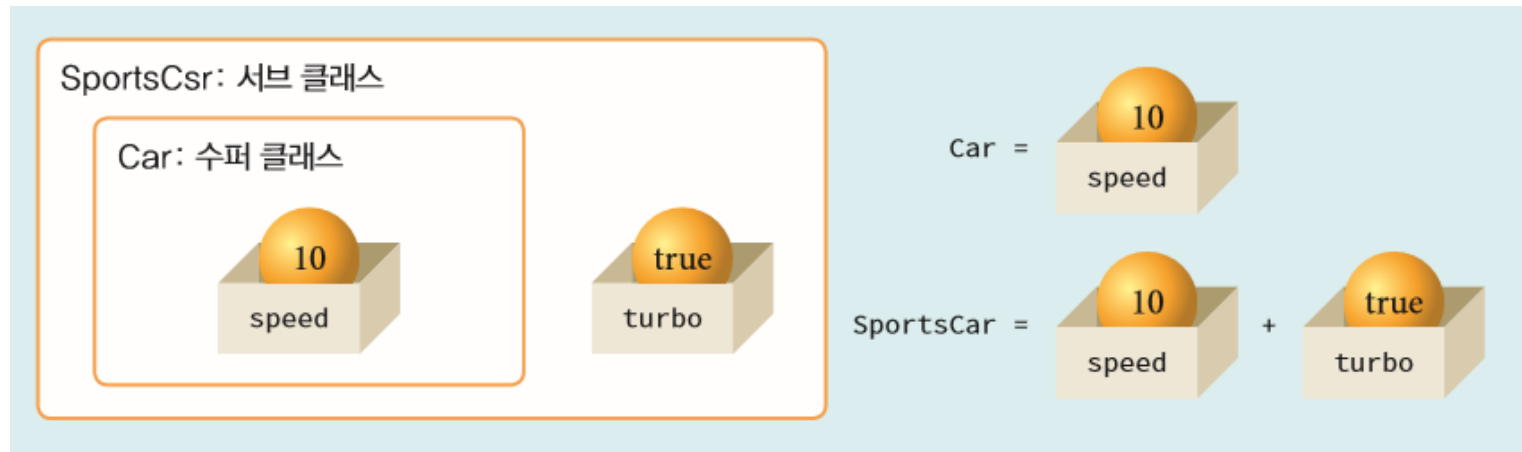 SportsCsr: 서브 클래스
Car: 수퍼 클래스
10
speed
true
turbo
Car =
10
speed
SportsCar =
10
speed
+
true
turbo